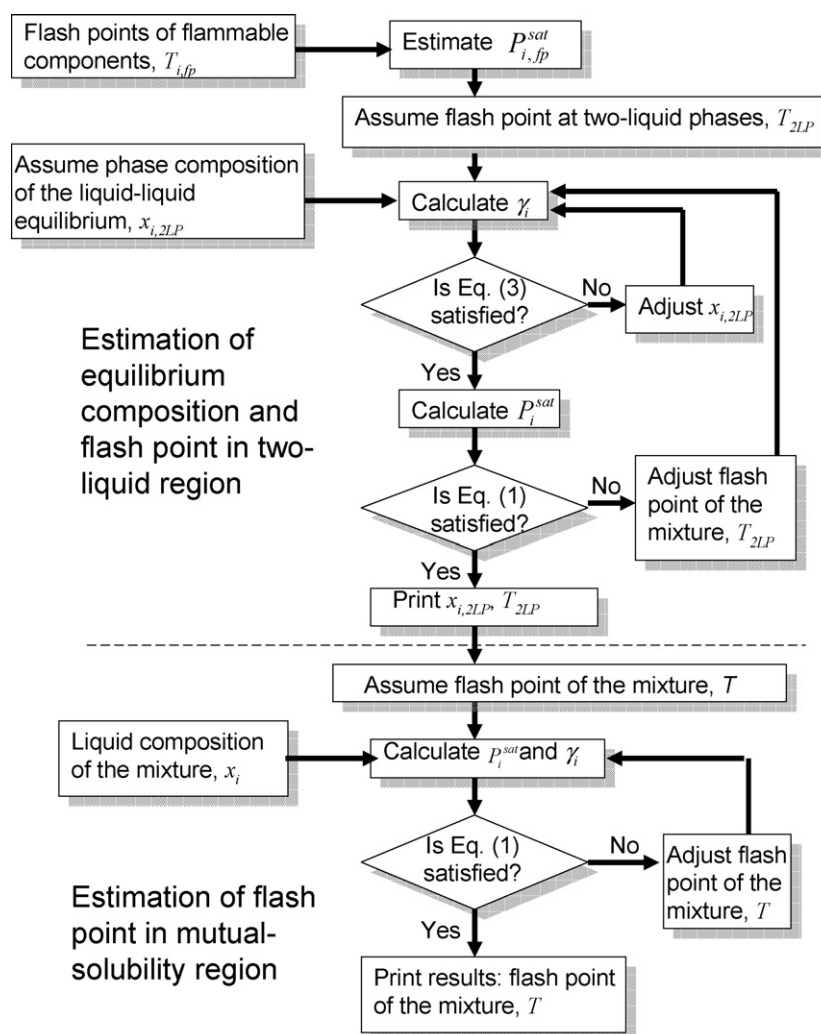 Flash points of flammable
components, T_{i,fp}
Estimate P_{i,fp}^{sat}
Assume flash point at two-liquid phases, T_{2LP}
Assume phase composition
of the liquid-liquid
equilibrium, x_{i,2LP}
Calculate γ_i
Is Eq. (3)
satisfied?
No
Adjust x_{i,2LP}
Yes
Estimation of
equilibrium
composition and
flash point in two-
liquid region
Calculate P_i^{sat}
Is Eq. (1)
satisfied?
No
Adjust flash
point of the
mixture, T_{2LP}
Yes
Print x_{i,2LP}, T_{2LP}
Assume flash point of the mixture, T
Liquid composition
of the mixture, x_i
Calculate P_i^{sat} and γ_i
Is Eq. (1)
satisfied?
No
Adjust flash
point of the
mixture, T
Yes
Estimation of flash
point in mutual-
solubility region
Print results: flash point
of the mixture, T